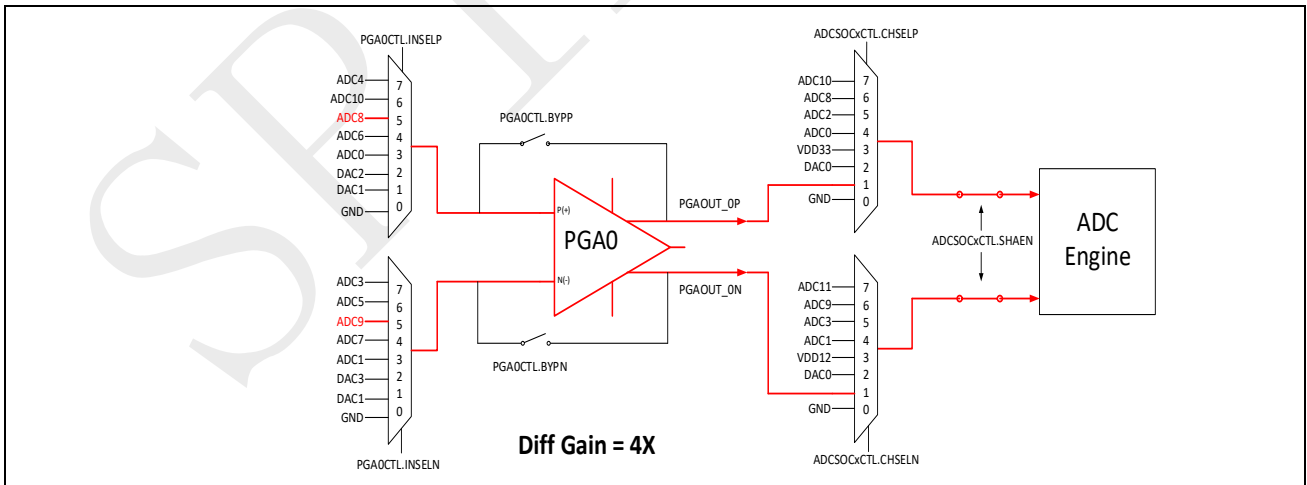 PGA0CTL.INSELP
ADC4
7
ADC10
6
ADC8
5
ADC6
4
ADC0
3
DAC2
2
DAC1
1
GND
0
PGA0CTL.BYPP
P(+)
PGA0
N(-)
PGAOUT_0P
PGAOUT_0N
PGA0CTL.BYPN
ADC3
7
ADC5
6
ADC9
5
ADC7
4
ADC1
3
DAC3
2
DAC1
1
GND
0
PGA0CTL.INSELN
Diff Gain = 4X
ADCSOCxCTL.CHSELP
ADC10
7
ADC8
6
ADC2
5
ADC0
4
VDD33
3
DAC0
2
1
GND
0
ADCSOCxCTL.SHAEN
ADC
Engine
ADC11
7
ADC9
6
ADC3
5
ADC1
4
VDD12
3
DAC0
2
1
GND
0
ADCSOCxCTL.CHSELN